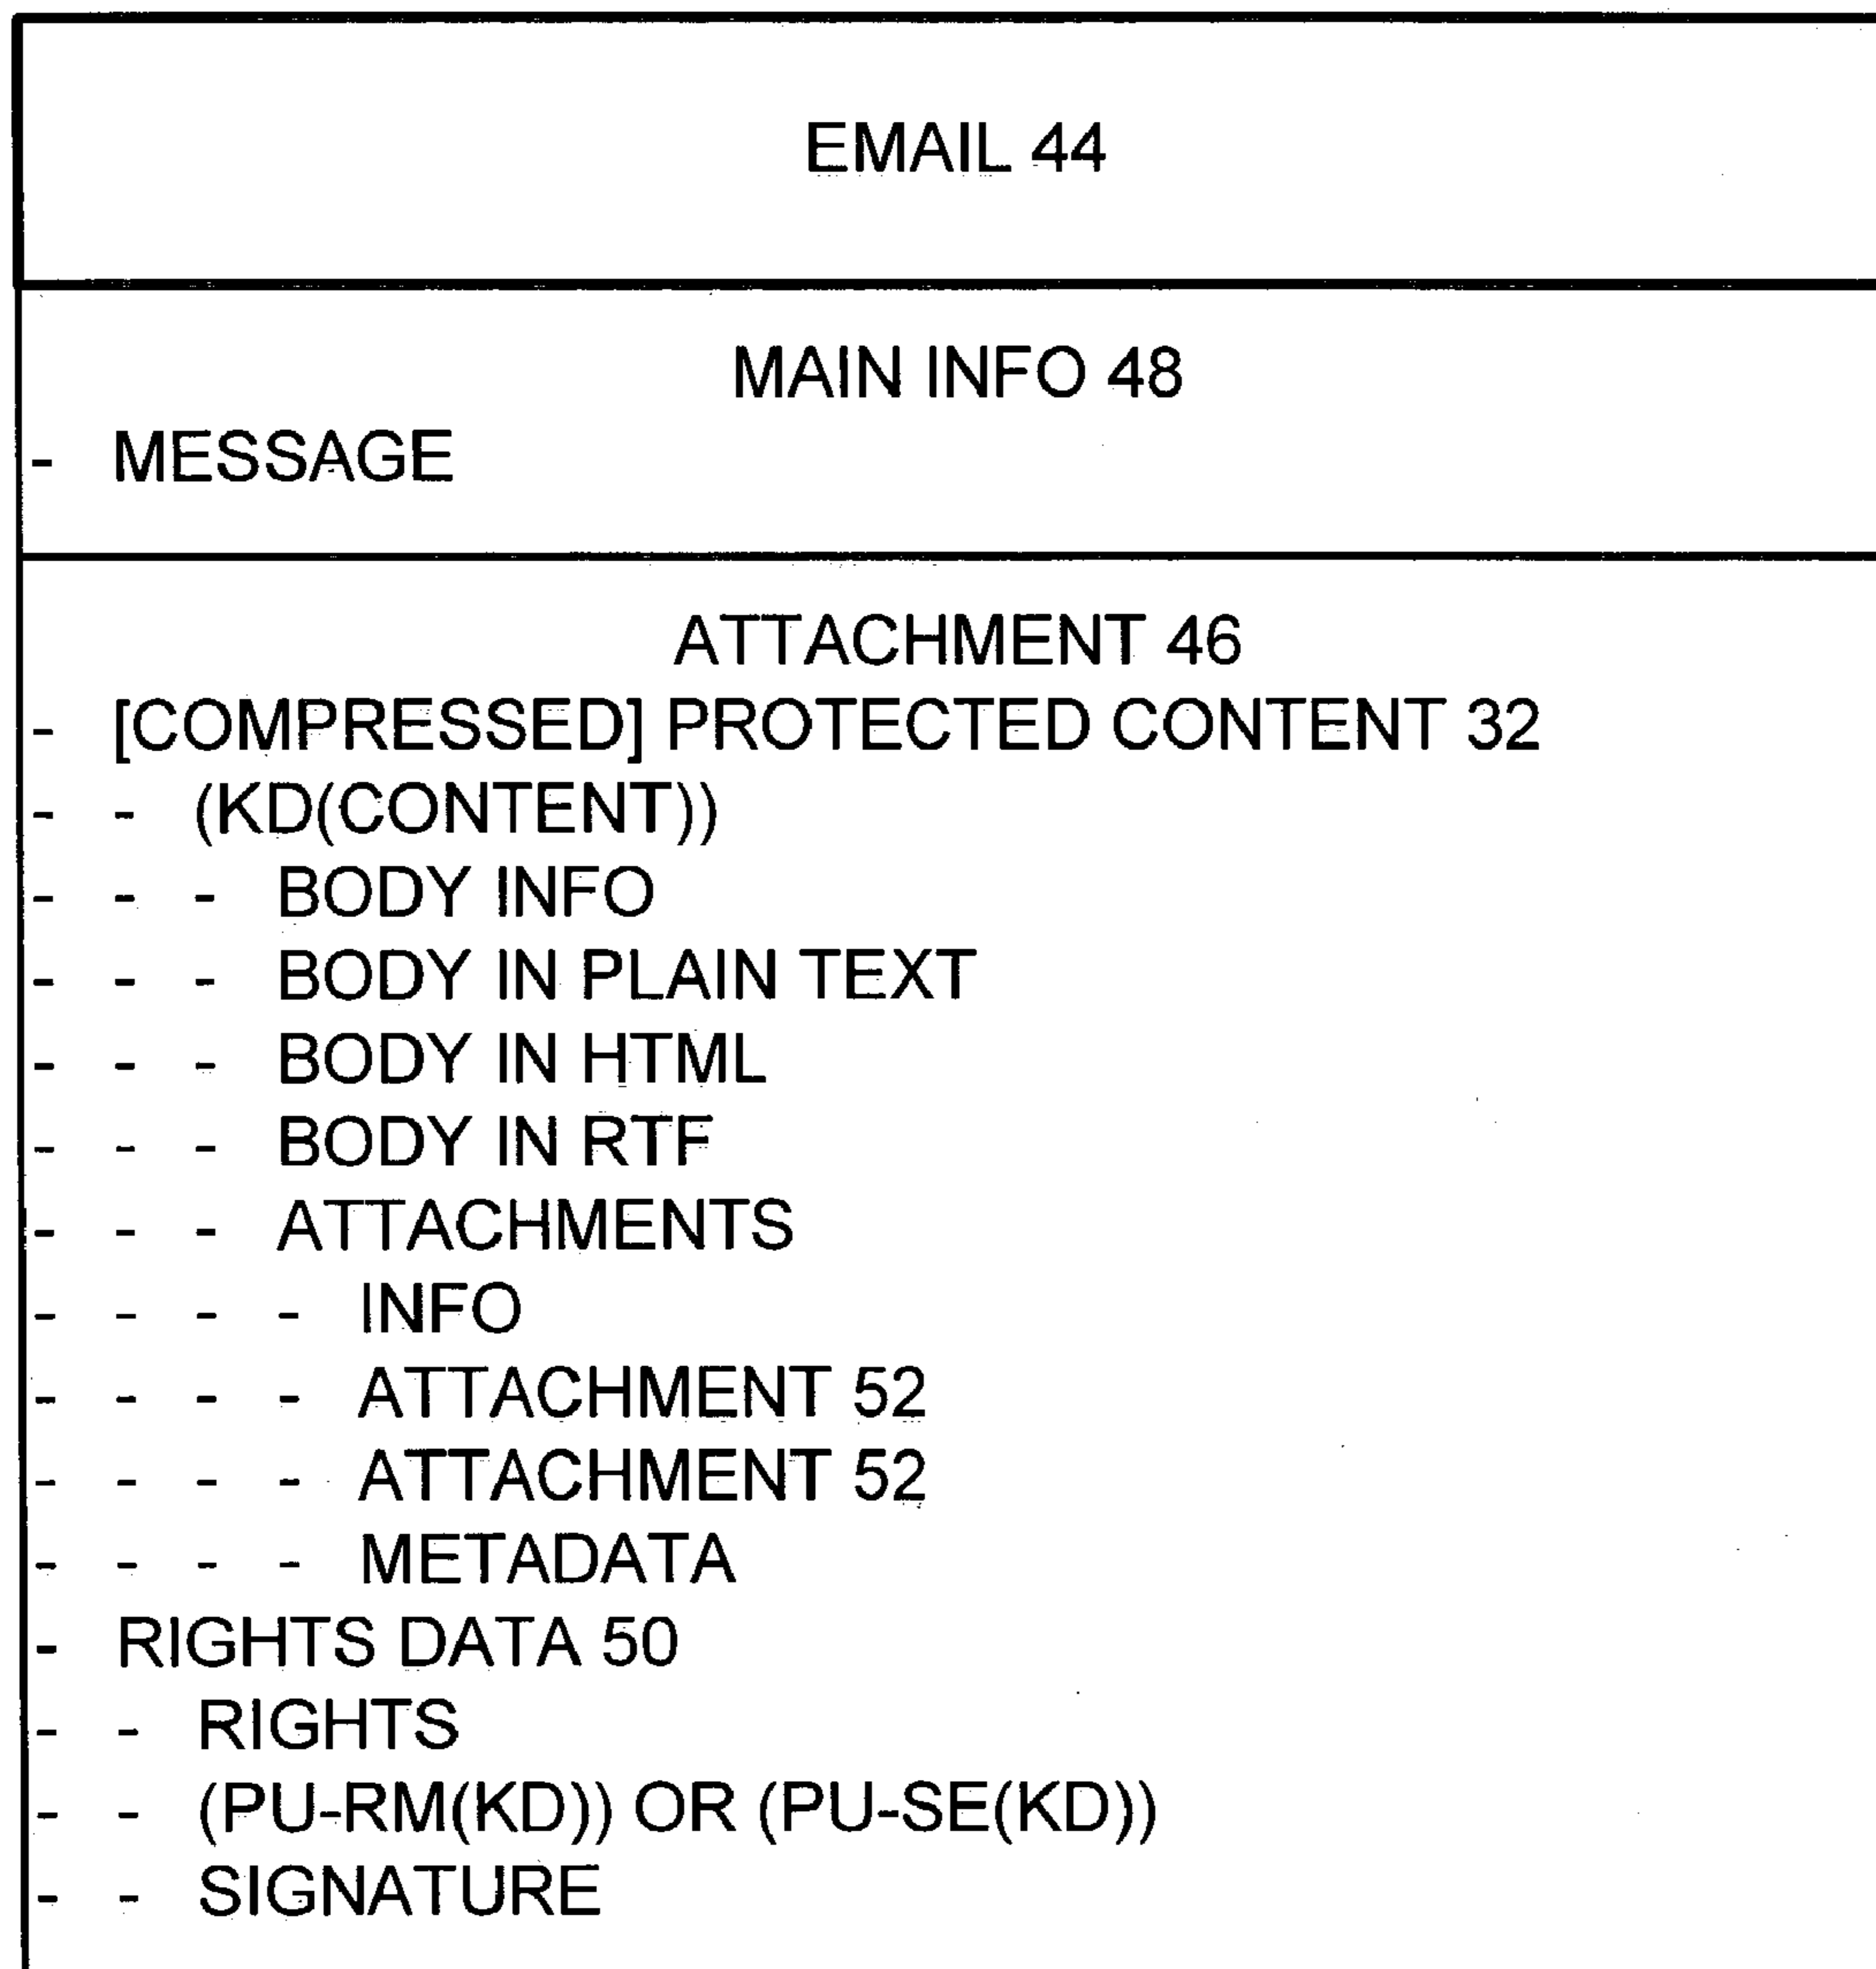 EMAIL 44
MAIN INFO 48
- MESSAGE
ATTACHMENT 46
- [COMPRESSED] PROTECTED CONTENT 32
- - (KD(CONTENT))
- - - BODY INFO
- - - BODY IN PLAIN TEXT
- - - BODY IN HTML
- - - BODY IN RTF
- - - ATTACHMENTS
- - - - INFO
- - - - ATTACHMENT 52
- - - - ATTACHMENT 52
- - - - METADATA
- RIGHTS DATA 50
- - RIGHTS
- - (PU-RM(KD)) OR (PU-SE(KD))
- - SIGNATURE